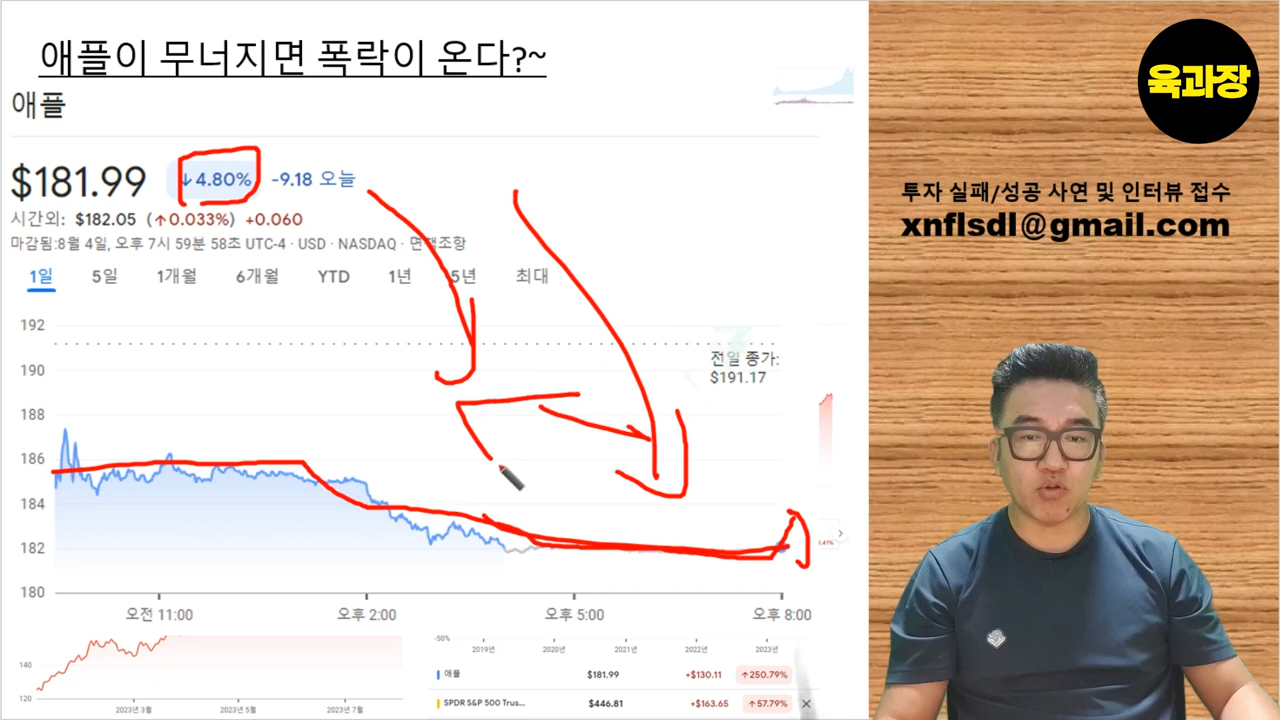 애플이 무너지면 폭락이 온다?~
애플
$181.99 ↓4.80% -9.18 오늘
시간외: $182.05 (↑0.033%) +0.060
마감됨:8월 4일, 오후 7시 59분 58초 UTC-4 · USD · NASDAQ · 면책조항
1일 5일 1개월 6개월 YTD 1년 5년 최대
192
190
188
186
184
182
180
전일 종가:
$191.17
오전 11:00 오후 2:00 오후 5:00 오후 8:00
140
120
2023년 3월 2023년 5월 2023년 7월
-50%
2019년 2020년 2021년 2022년 2023년
애플 $181.99 +$130.11 ↑250.79%
SPDR S&P 500 Trus... $446.81 +$163.65 ↑57.79%
육과장
투자 실패/성공 사연 및 인터뷰 접수
xnflsdl@gmail.com